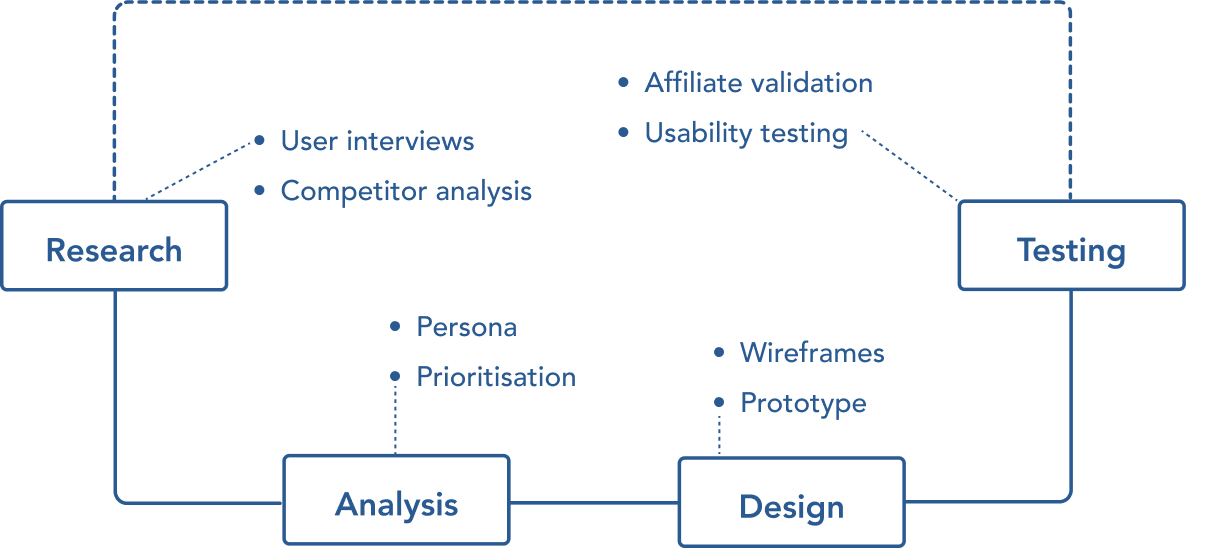 • Affiliate validation
• Usability testing
• User interviews
• Competitor analysis
Research
Testing
• Persona
• Prioritisation
• Wireframes
• Prototype
Analysis
Design